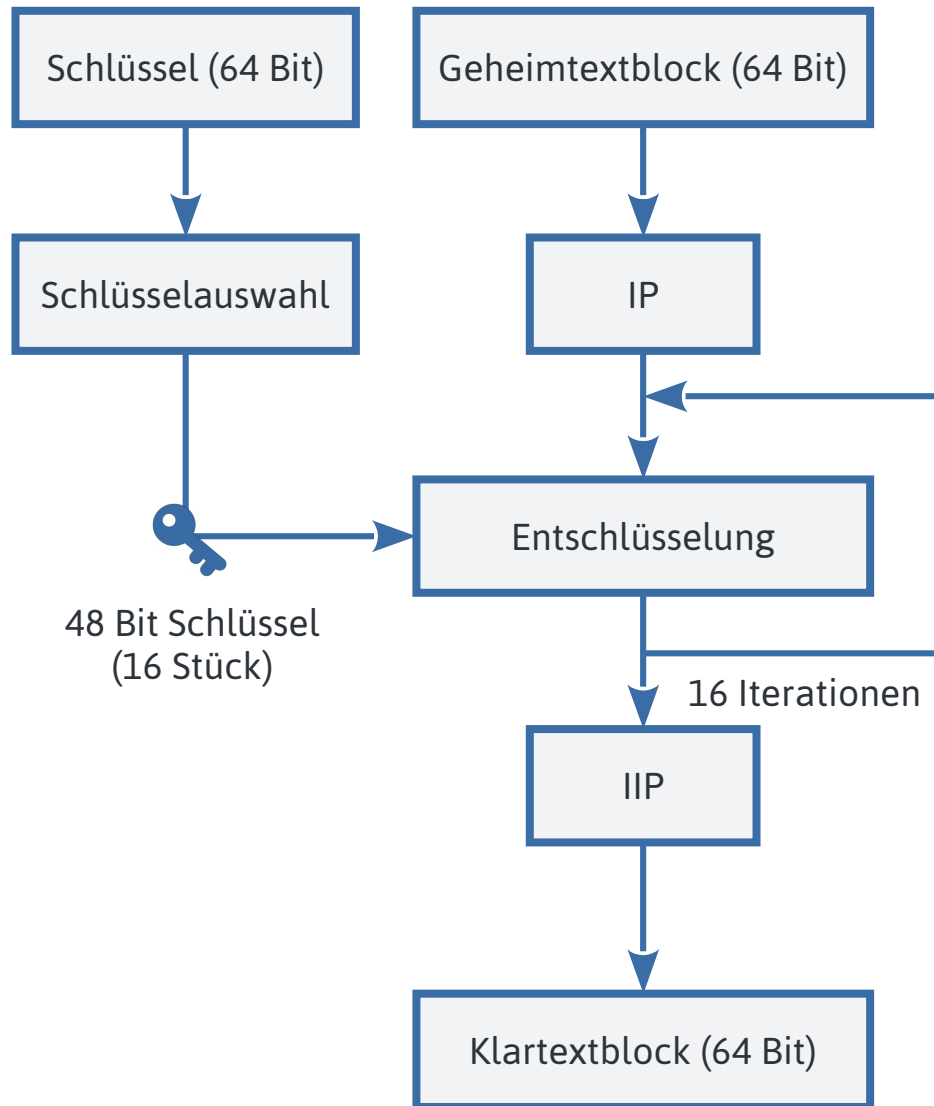 Schlüssel (64 Bit)
Geheimtextblock (64 Bit)
Schlüsselauswahl
IP
Entschlüsselung
48 Bit Schlüssel
(16 Stück)
16 Iterationen
IIP
Klartextblock (64 Bit)